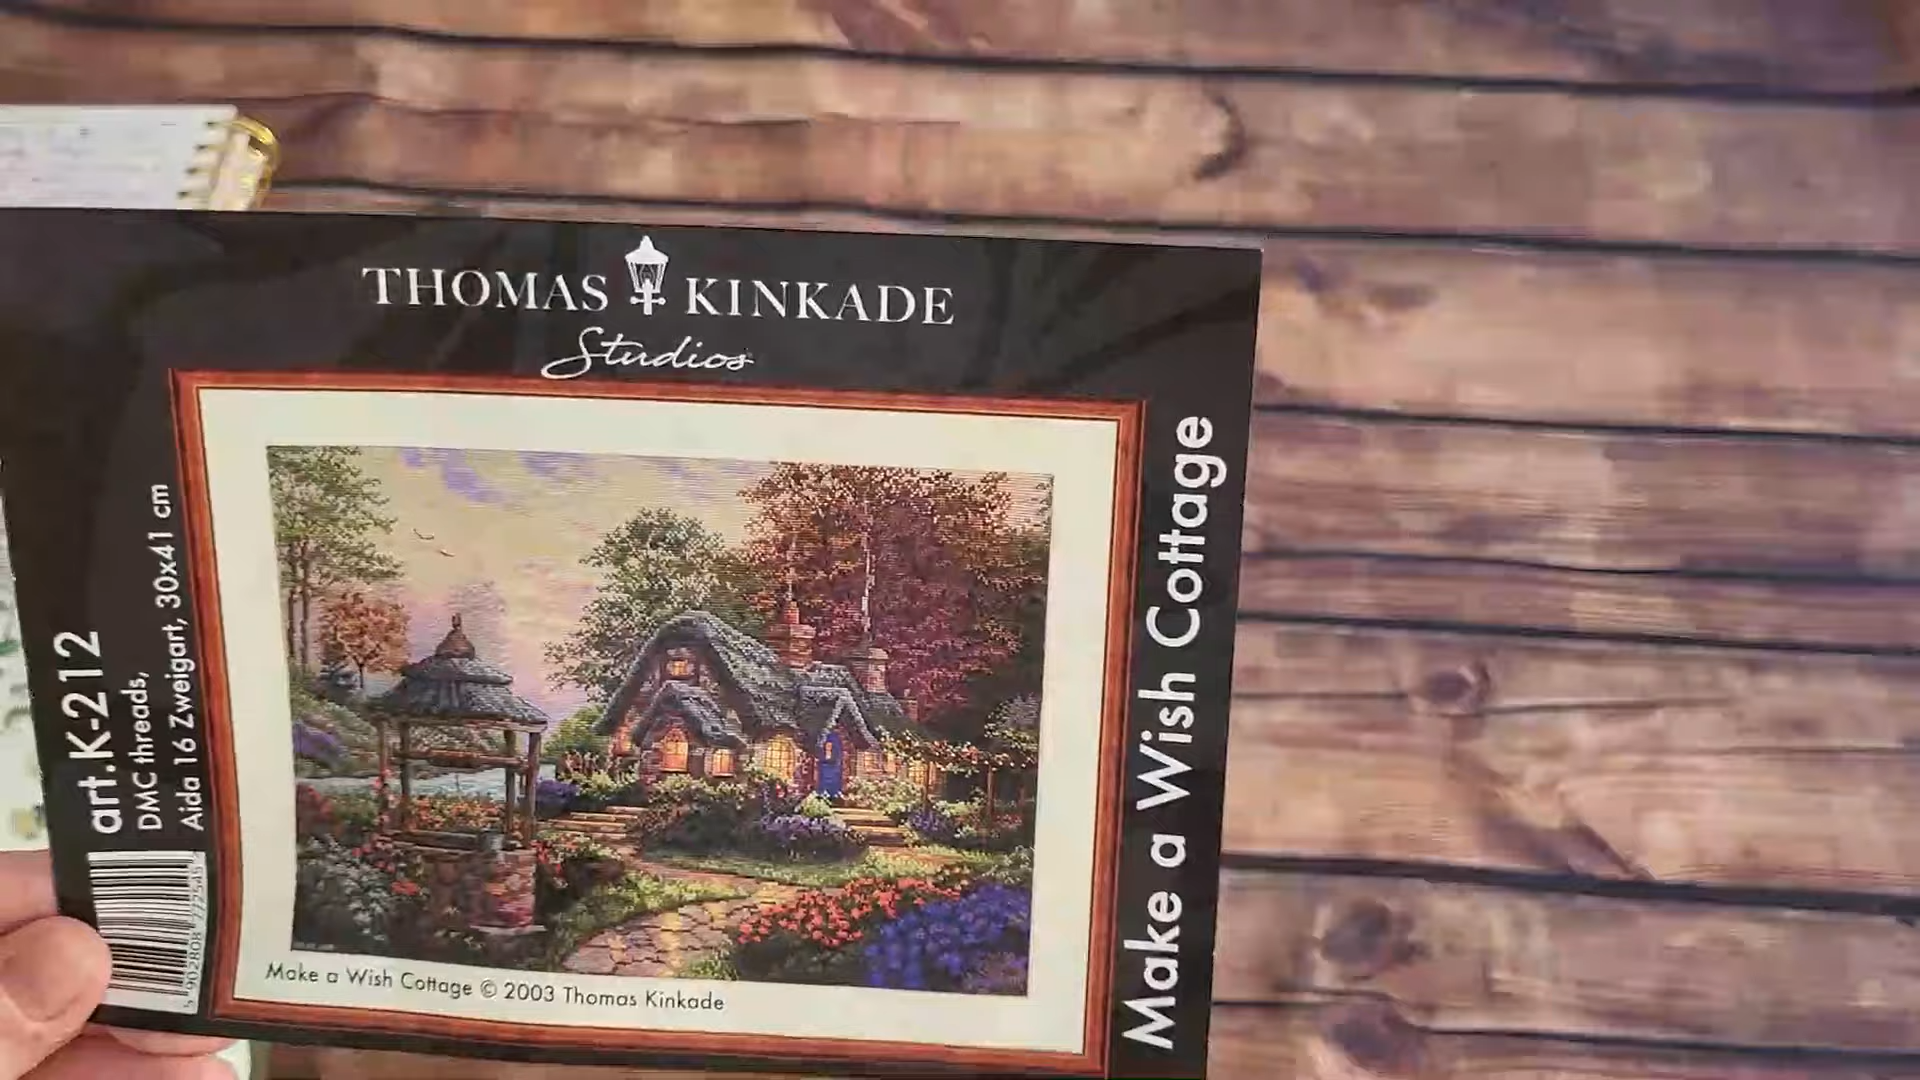 THOMAS KINKADE
Studios
art.K-212
DMC threads,
Aida 16 Zweigart, 30x41 cm
Make a Wish Cottage
Make a Wish Cottage © 2003 Thomas Kinkade